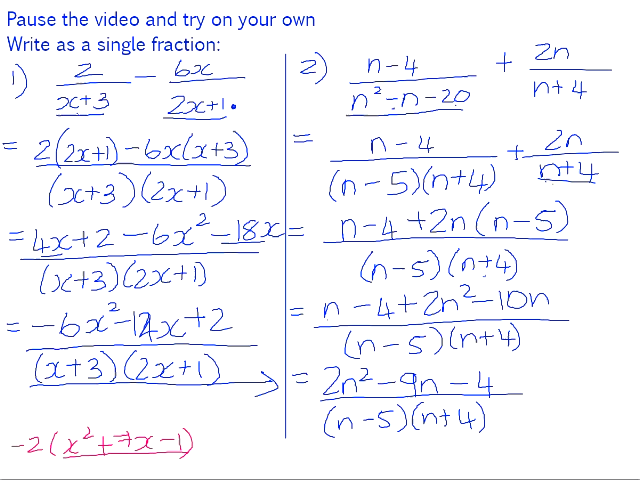 Pause the video and try on your own
Write as a single fraction:
1) 2/(x+3) − 6x/(2x+1)
= (2(2x+1) − 6x(x+3))/((x+3)(2x+1))
= (4x+2 − 6x² − 18x)/((x+3)(2x+1))
= (−6x² − 14x + 2)/((x+3)(2x+1))
−2(x² + 7x − 1)
2) (n−4)/(n² − n − 20) + 2n/(n+4)
= (n−4)/((n−5)(n+4)) + 2n/(n+4)
= (n−4+2n(n−5))/((n−5)(n+4))
= (n−4+2n²−10n)/((n−5)(n+4))
= (2n²−9n−4)/((n−5)(n+4))